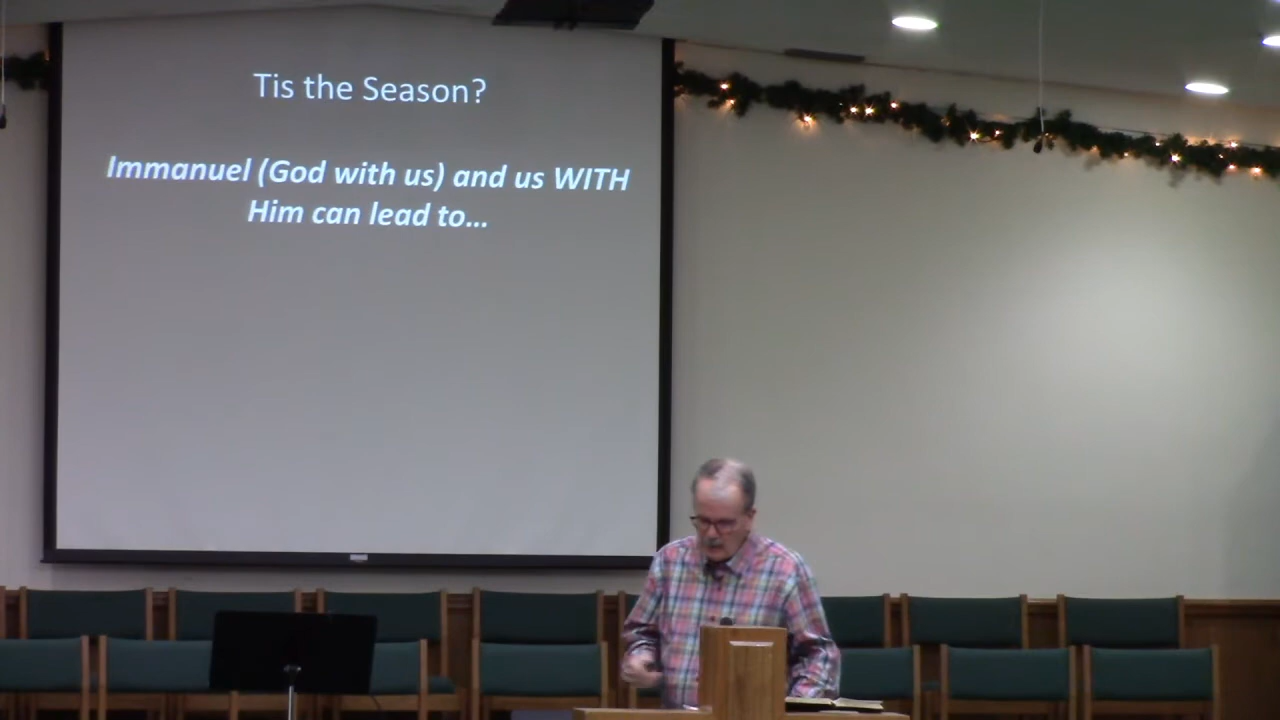 Tis the Season?
Immanuel (God with us) and us WITH
Him can lead to...